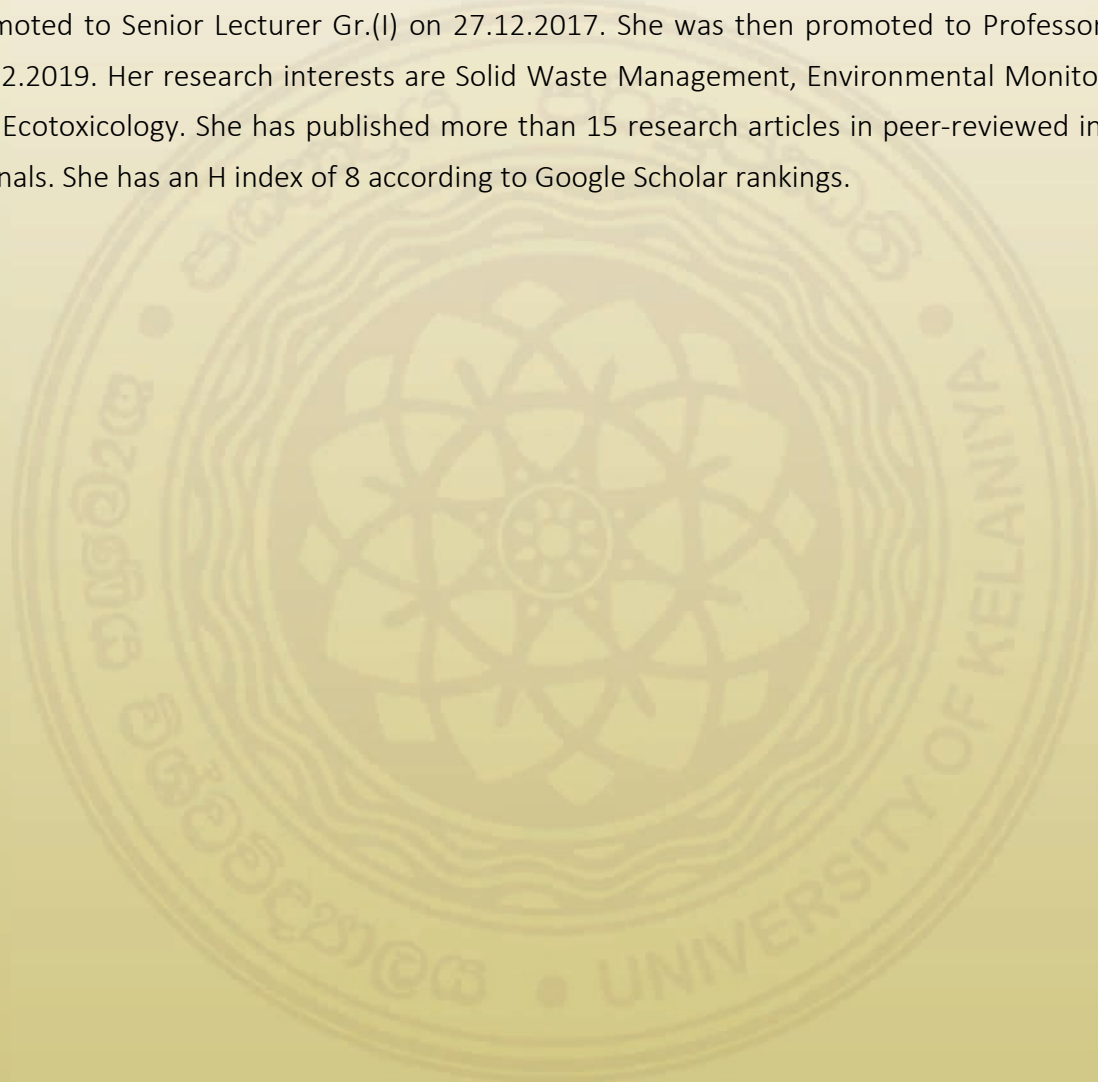 moted to Senior Lecturer Gr.(I) on 27.12.2017. She was then promoted to Professor
2.2019. Her research interests are Solid Waste Management, Environmental Monito
Ecotoxicology. She has published more than 15 research articles in peer-reviewed in
nals. She has an H index of 8 according to Google Scholar rankings.
විශ්වවිද්‍යාලය
UNIVERSITY OF KELANIYA